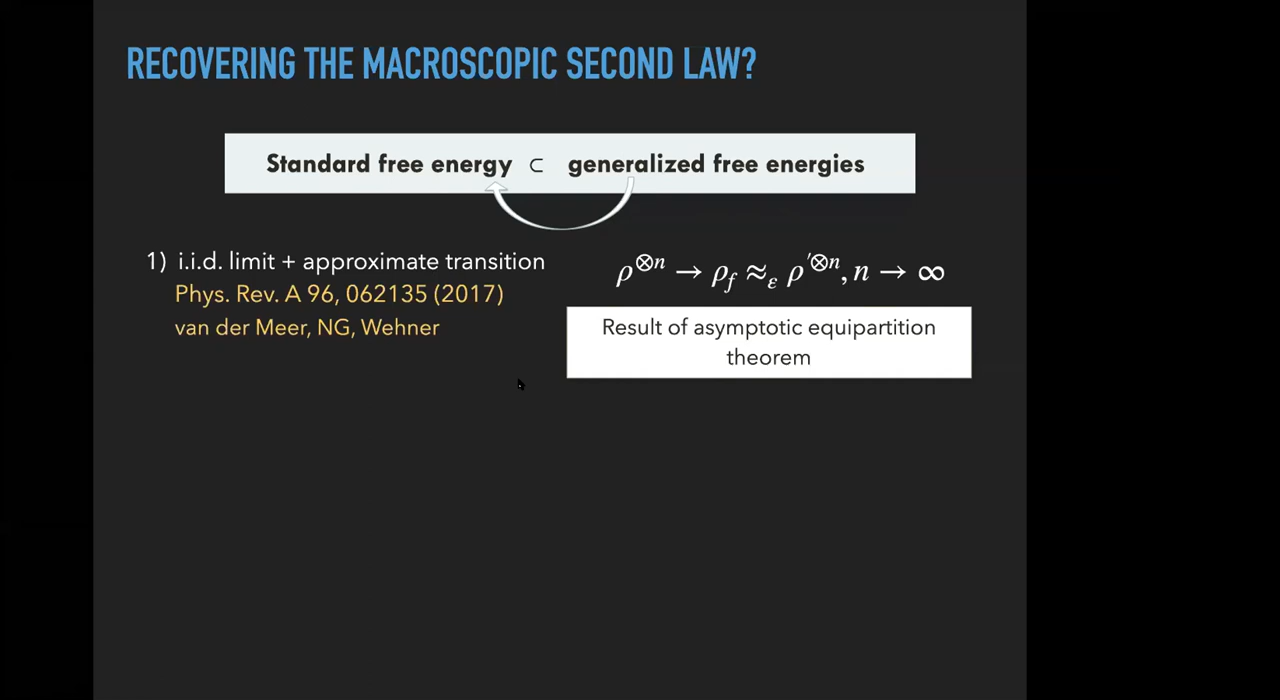 RECOVERING THE MACROSCOPIC SECOND LAW?
Standard free energy ⊂ generalized free energies
1) i.i.d. limit + approximate transition
Phys. Rev. A 96, 062135 (2017)
van der Meer, NG, Wehner
ρ^{⊗n} → ρ_f ≈_ε ρ'^{⊗n}, n → ∞
Result of asymptotic equipartition
theorem